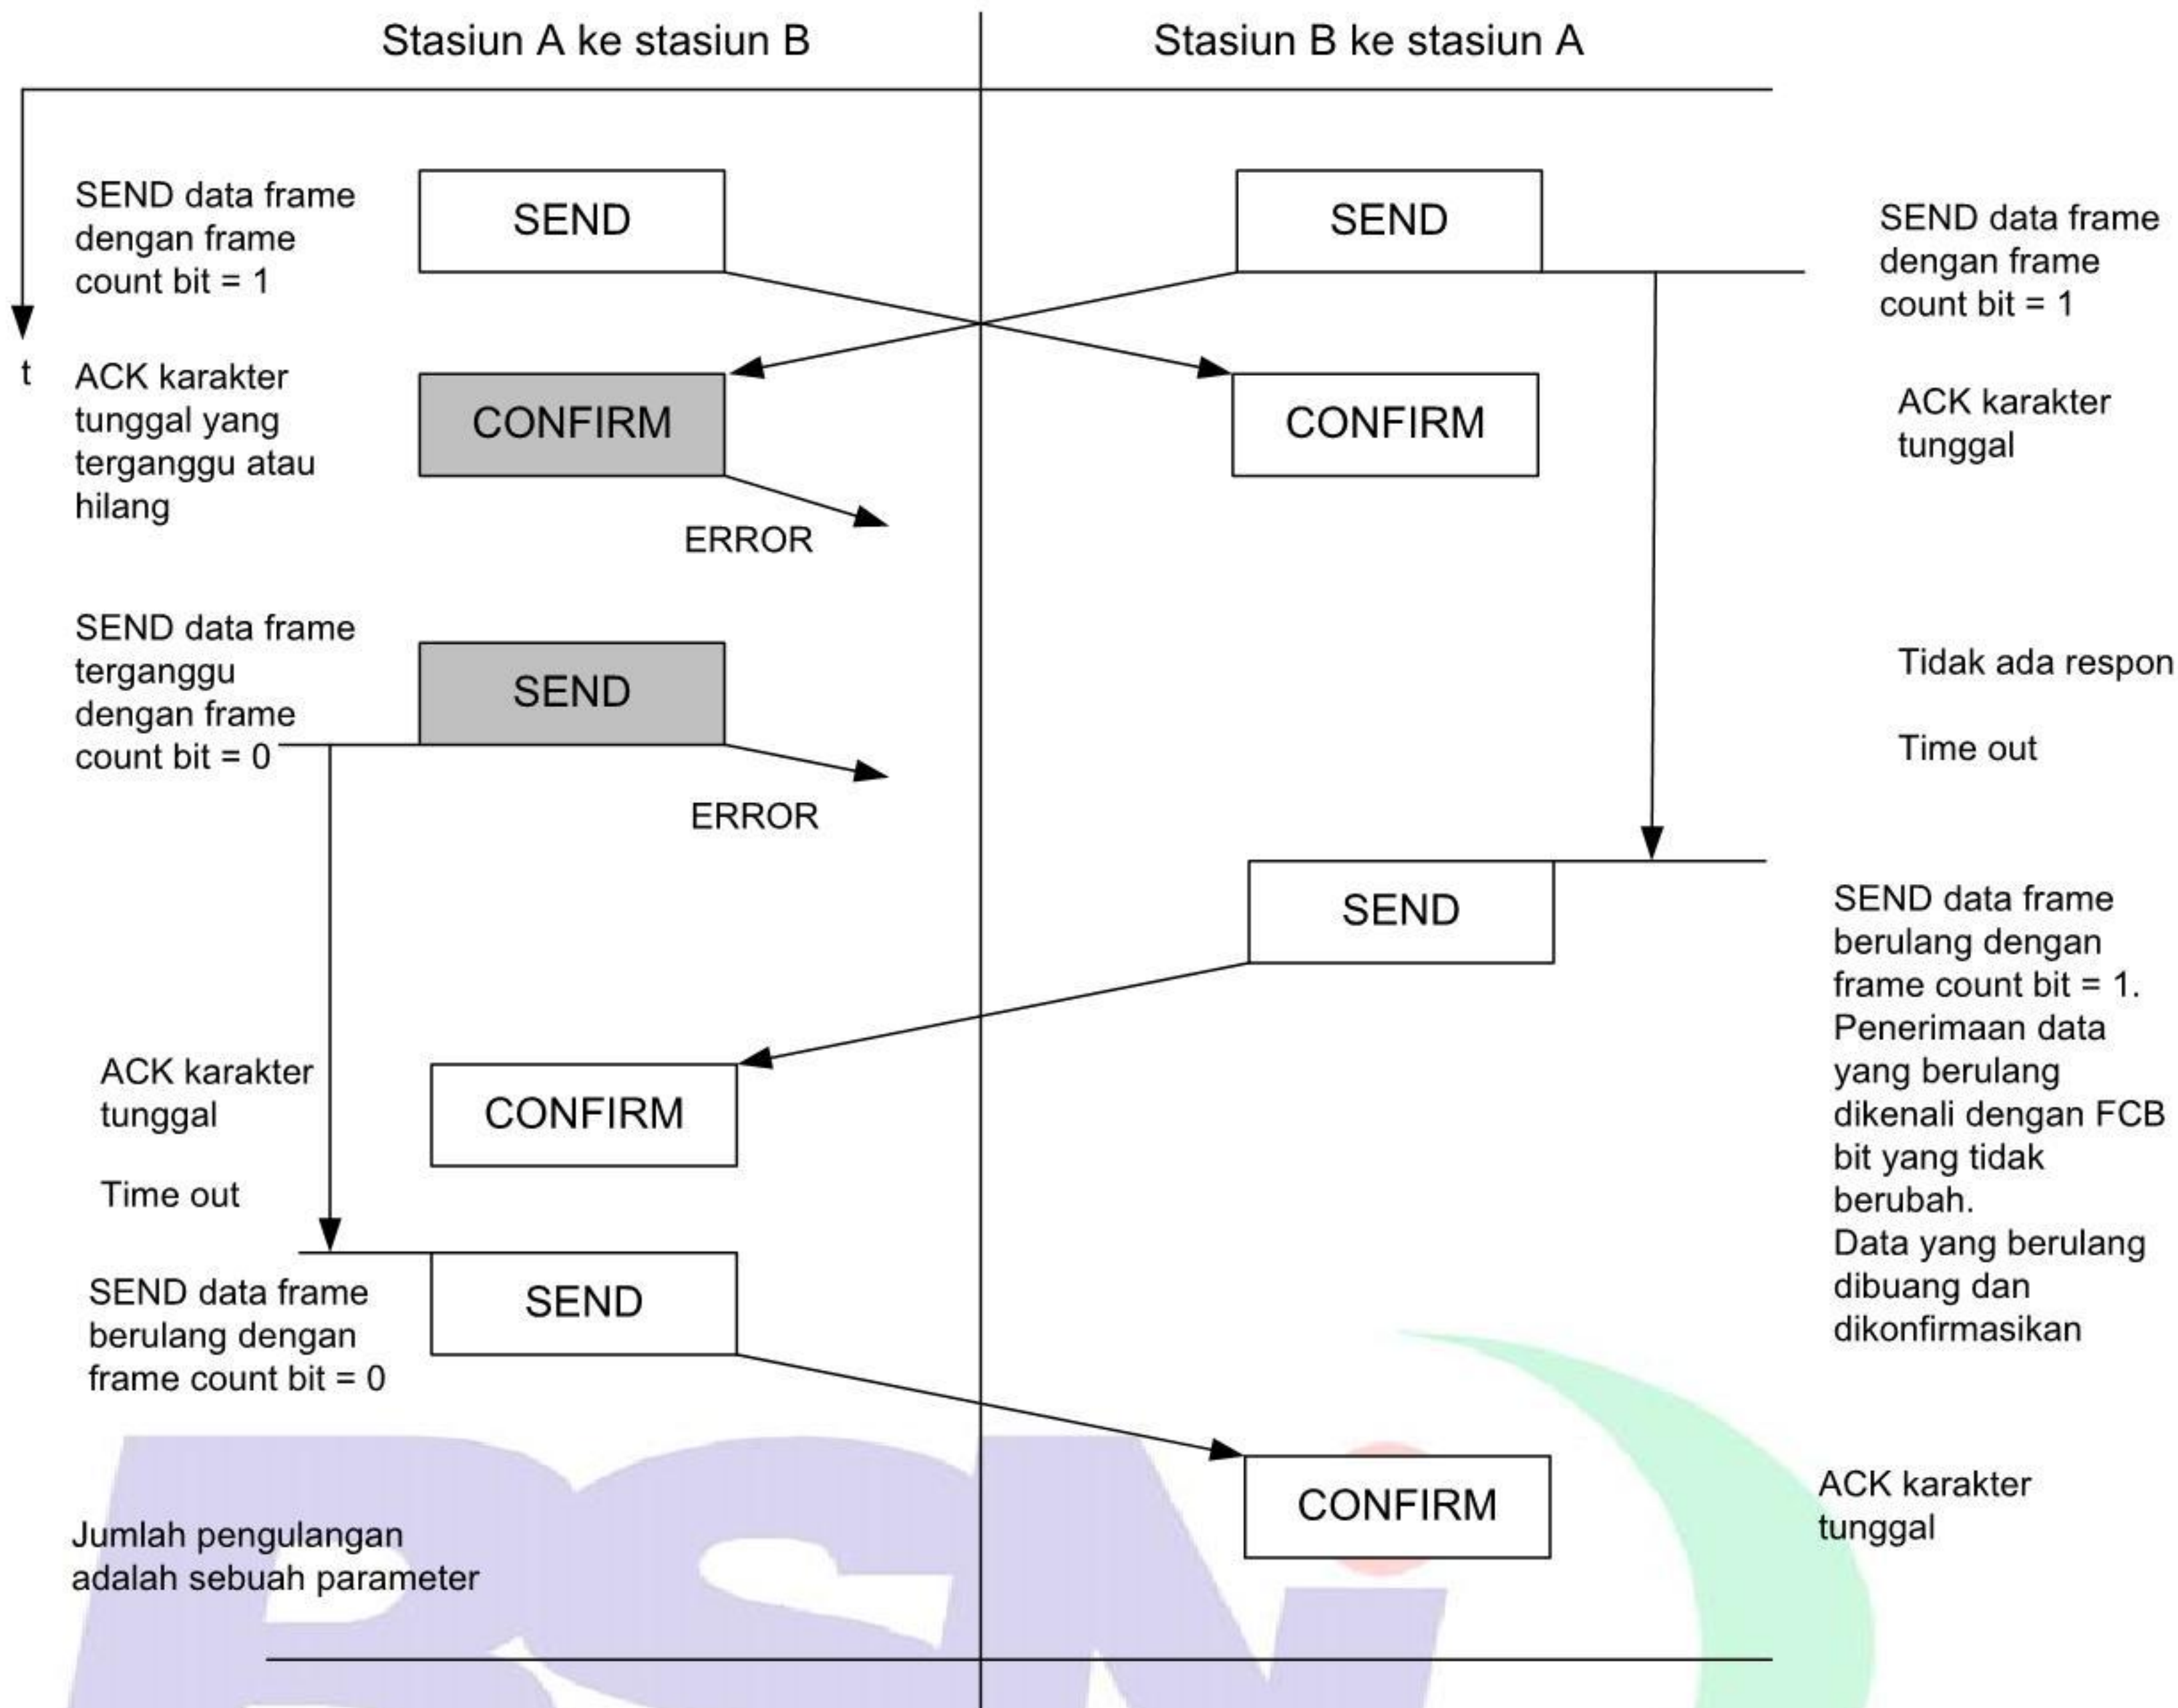 Stasiun A ke stasiun B
Stasiun B ke stasiun A
SEND data frame
dengan frame
count bit = 1
SEND
SEND
SEND data frame
dengan frame
count bit = 1
t
ACK karakter
tunggal yang
terganggu atau
hilang
CONFIRM
ERROR
CONFIRM
ACK karakter
tunggal
SEND data frame
terganggu
dengan frame
count bit = 0
SEND
ERROR
Tidak ada respon
Time out
SEND
SEND data frame
berulang dengan
frame count bit = 1.
Penerimaan data
yang berulang
dikenali dengan FCB
bit yang tidak
berubah.
Data yang berulang
dibuang dan
dikonfirmasikan
ACK karakter
tunggal
CONFIRM
Time out
SEND data frame
berulang dengan
frame count bit = 0
SEND
CONFIRM
ACK karakter
tunggal
Jumlah pengulangan
adalah sebuah parameter
BSNi